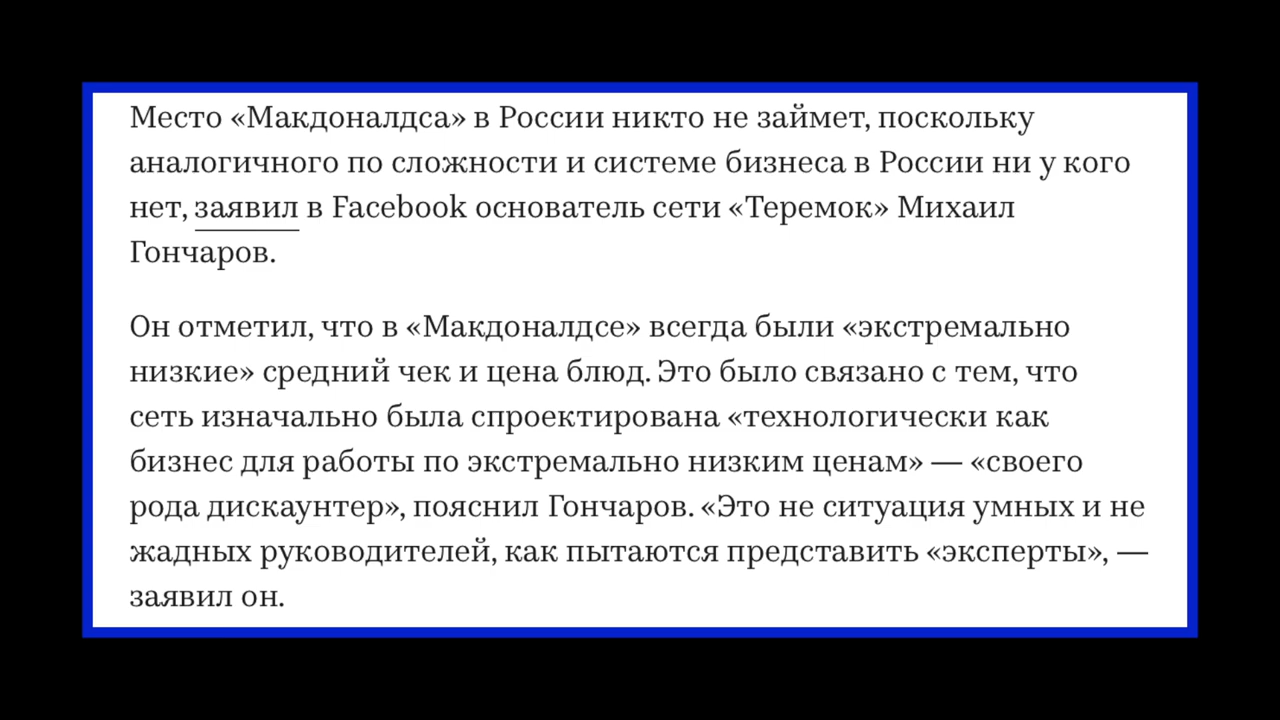 Место «Макдоналдса» в России никто не займет, поскольку
аналогичного по сложности и системе бизнеса в России ни у кого
нет, заявил в Facebook основатель сети «Теремок» Михаил
Гончаров.
Он отметил, что в «Макдоналдсе» всегда были «экстремально
низкие» средний чек и цена блюд. Это было связано с тем, что
сеть изначально была спроектирована «технологически как
бизнес для работы по экстремально низким ценам» — «своего
рода дискаунтер», пояснил Гончаров. «Это не ситуация умных и не
жадных руководителей, как пытаются представить «эксперты», —
заявил он.